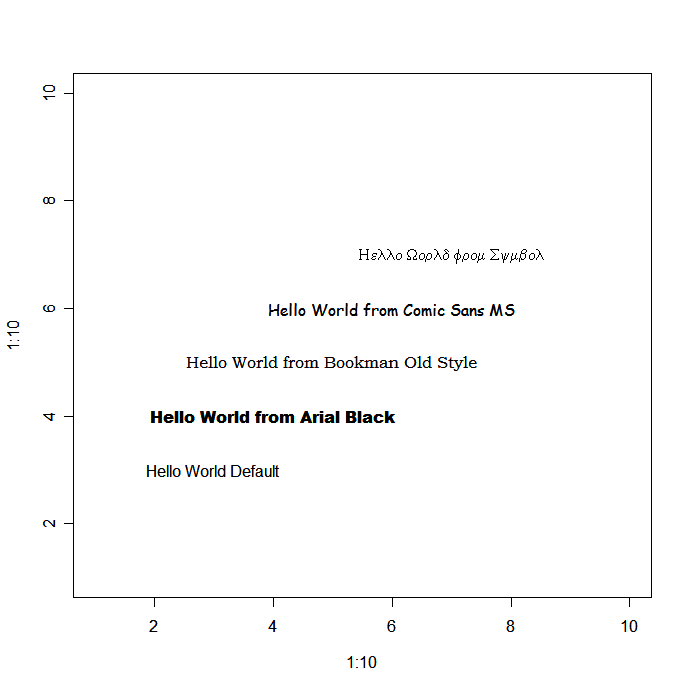 10
8
Ηελλο Ωορλδ φρομ Σψμβολ
6
Hello World from Comic Sans MS
1:10
Hello World from Bookman Old Style
4
Hello World from Arial Black
Hello World Default
2
2 4 6 8 10
1:10